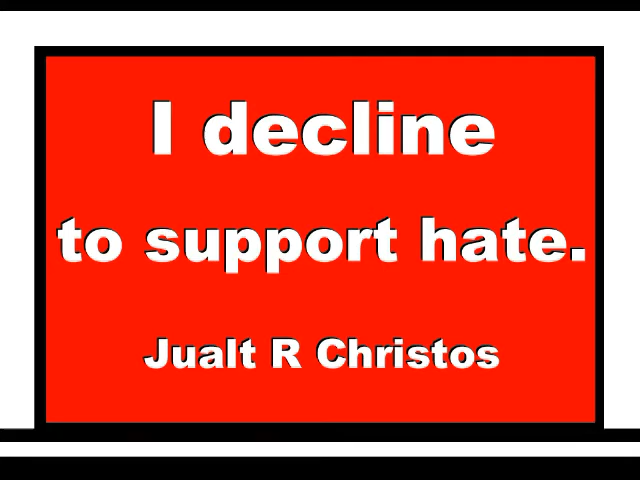 I decline
to support hate.
Jualt R Christos